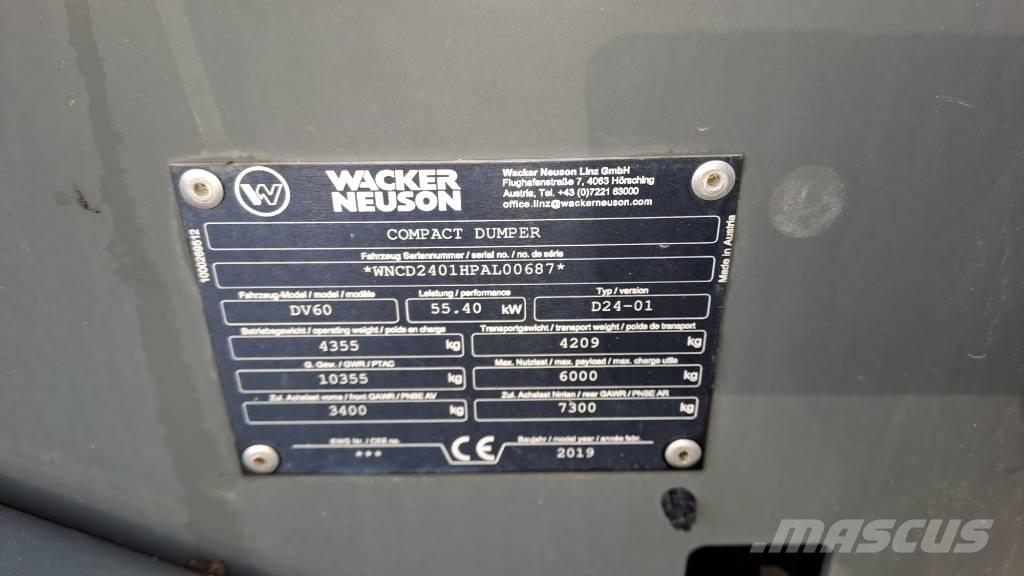 WACKER
NEUSON
Wacker Neuson Linz GmbH
Flughafenstraße 7, 4063 Hörsching
Austria, Tel. +43 (0)7221 63000
office.linz@wackerneuson.com
COMPACT DUMPER
Fahrzeug Seriennummer / serial no. / no. de série
*WNCD2401HPAL00687*
Fahrzeug-Model / model / modèle
DV60
Leistung / performance
55.40 kW
Typ / version
D24-01
Betriebsgewicht / operating weight / poids en charge
4355 kg
Transportgewicht / transport weight / poids de transport
4209 kg
G. Gew. / GWR / PTAC
10355 kg
Max. Nutzlast / max. payload / max. charge utile
6000 kg
Zul. Achslast vorne / front GAWR / PNBE AV
3400 kg
Zul. Achslast hinten / rear GAWR / PNBE AR
7300 kg
EWG Nr. / CEE no.
***
CE
Baujahr / model year / année fabr.
2019
1000289512
Made in Austria
MASCUS